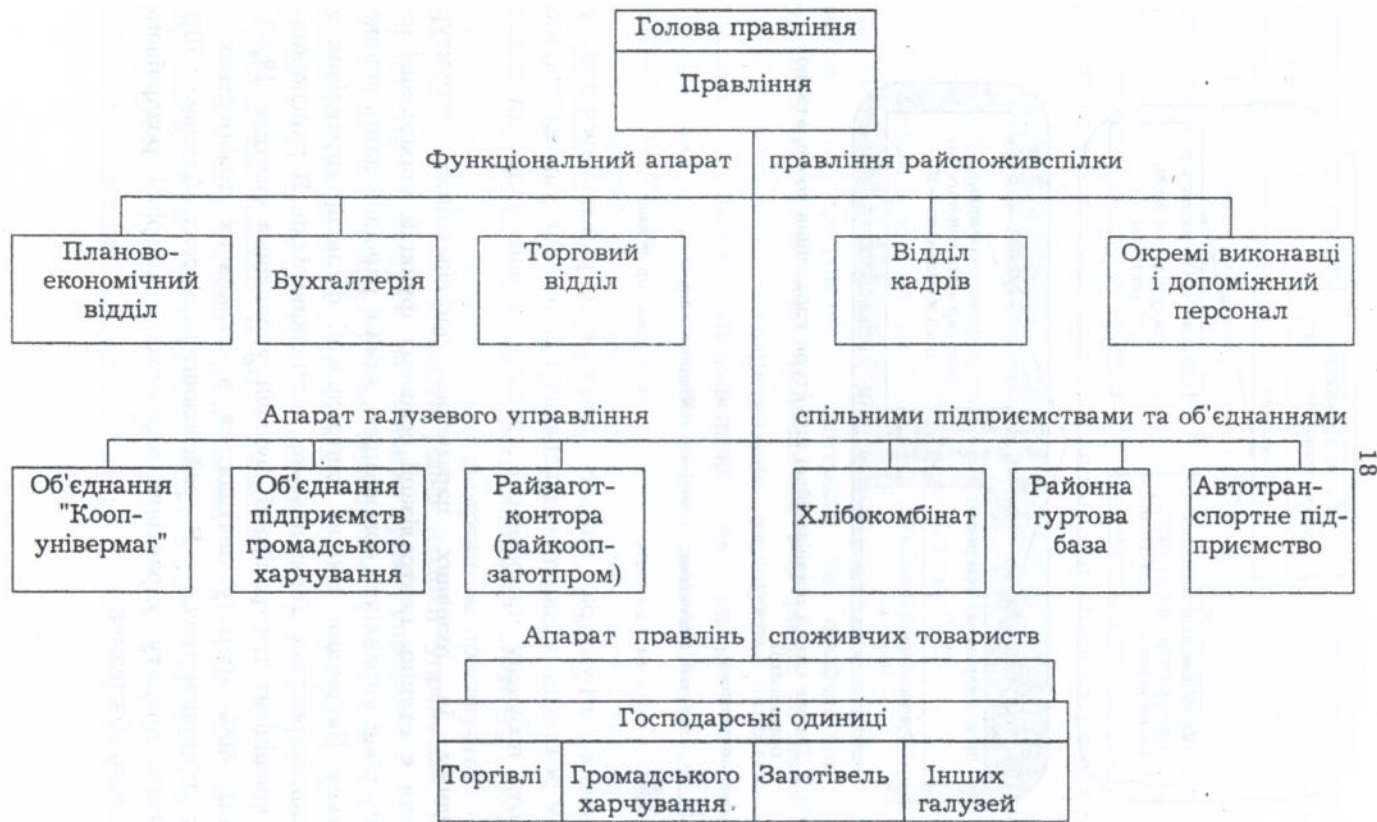 Голова правління
Правління
Функціональний апарат правління райспоживспілки
Планово-
економічний
відділ
Бухгалтерія
Торговий
відділ
Відділ
кадрів
Окремі виконавці
і допоміжний
персонал
Апарат галузевого управління спільними підприємствами та об'єднаннями
Об'єднання
"Кооп-
універмаг"
Об'єднання
підприємств
громадського
харчування
Райзагот-
контора
(райкооп-
заготпром)
Хлібокомбінат
Районна
гуртова
база
Автотран-
спортне під-
приємство
Апарат правлінь споживчих товариств
Господарські одиниці
Торгівлі
Громадського
харчування
Заготівель
Інших
галузей
18